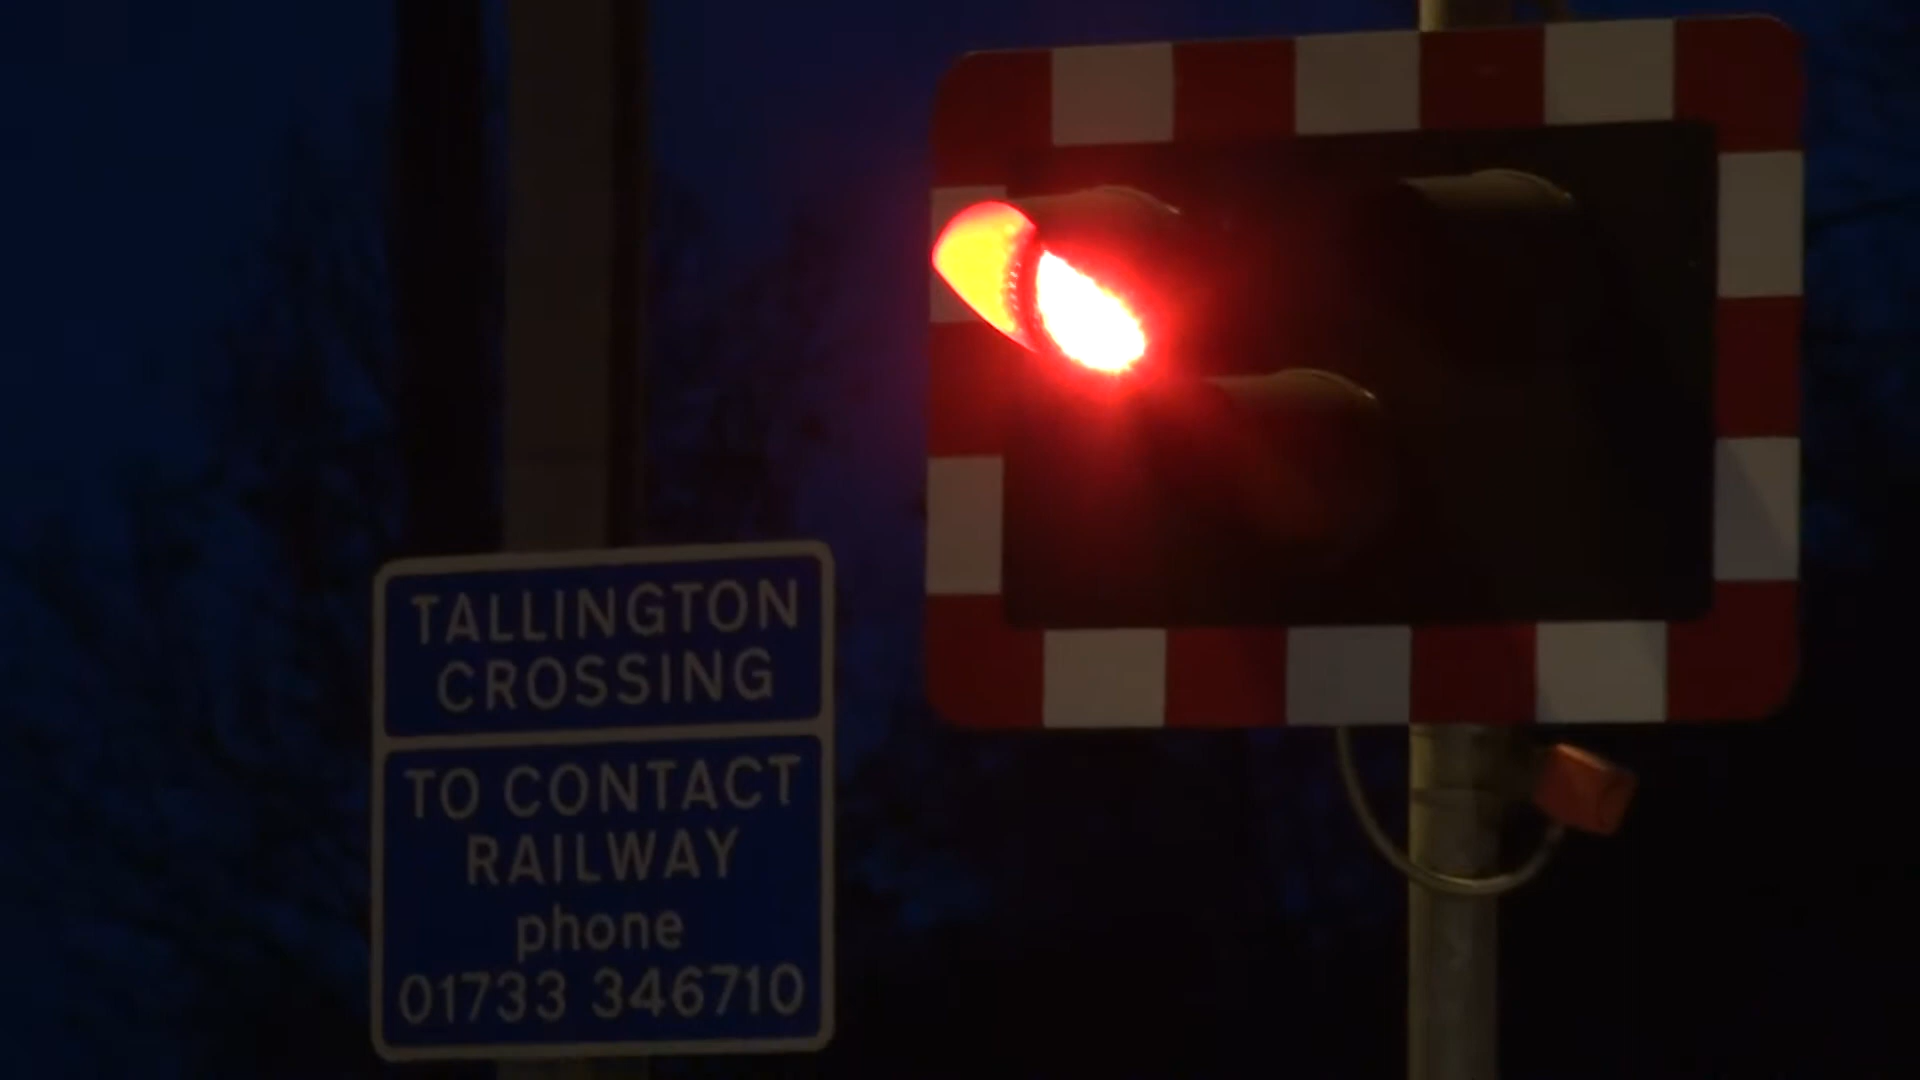 TALLINGTON
CROSSING
TO CONTACT
RAILWAY
phone
01733 346710